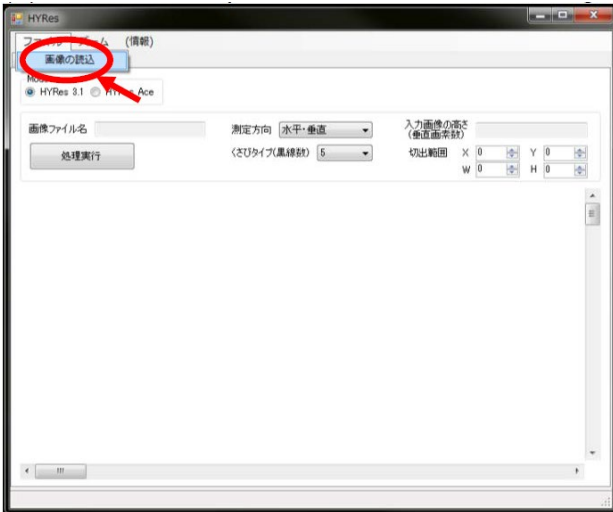 HYRes
(情報)
画像の読込
HYRes 3.1 Ace
画像ファイル名 測定方向 水平・垂直 入力画像の高さ
(垂直画素数)
処理実行 くさびタイプ(黒線数) 5 切出範囲 X 0 Y 0
W 0 H 0